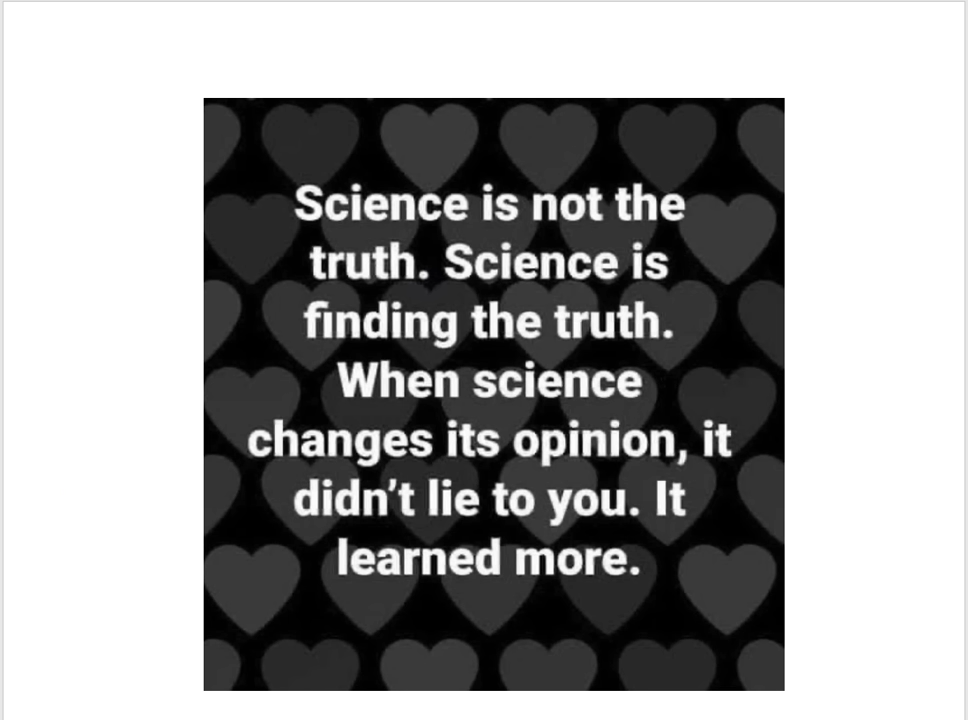 Science is not the
truth. Science is
finding the truth.
When science
changes its opinion, it
didn’t lie to you. It
learned more.